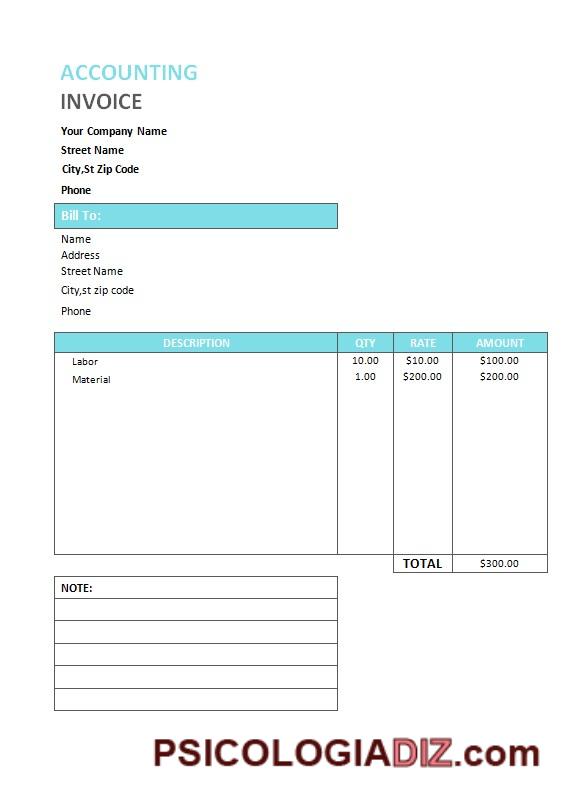 ACCOUNTING
INVOICE
Your Company Name
Street Name
City,St Zip Code
Phone
Bill To:
Name
Address
Street Name
City,st zip code
Phone
DESCRIPTION QTY RATE AMOUNT
Labor 10.00 $10.00 $100.00
Material 1.00 $200.00 $200.00
TOTAL $300.00
NOTE:
PSICOLOGIADIZ.com